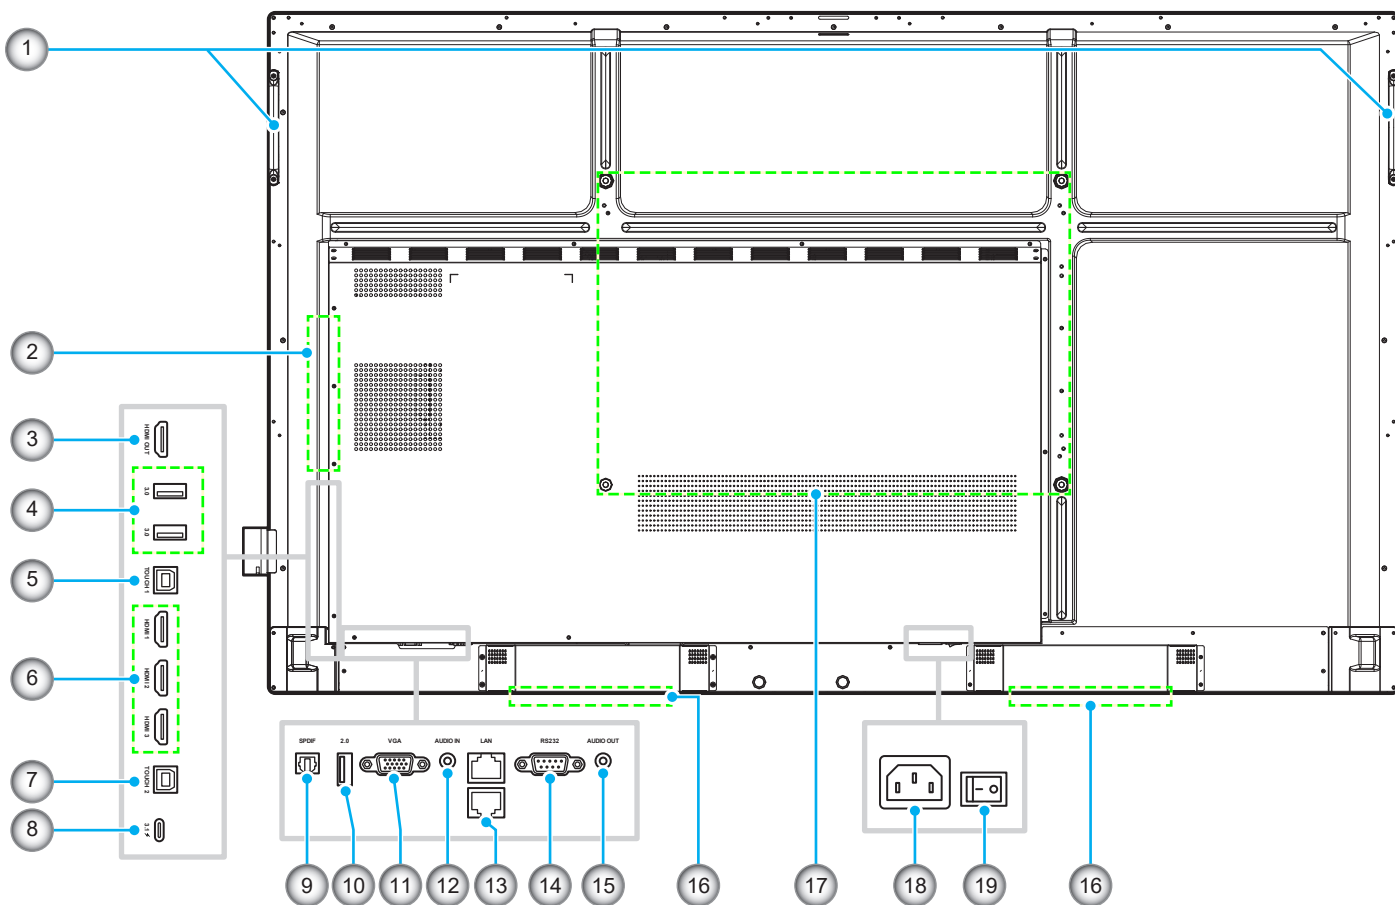 1
2
3
HDMI OUT
4
3.0
3.0
5
TOUCH 1
HDMI 1
6
HDMI 2
HDMI 3
7
TOUCH 2
8
3.1
SPDIF 2.0 VGA AUDIO IN LAN RS232 AUDIO OUT
9 10 11 12 13 14 15 16 17 18 19 16